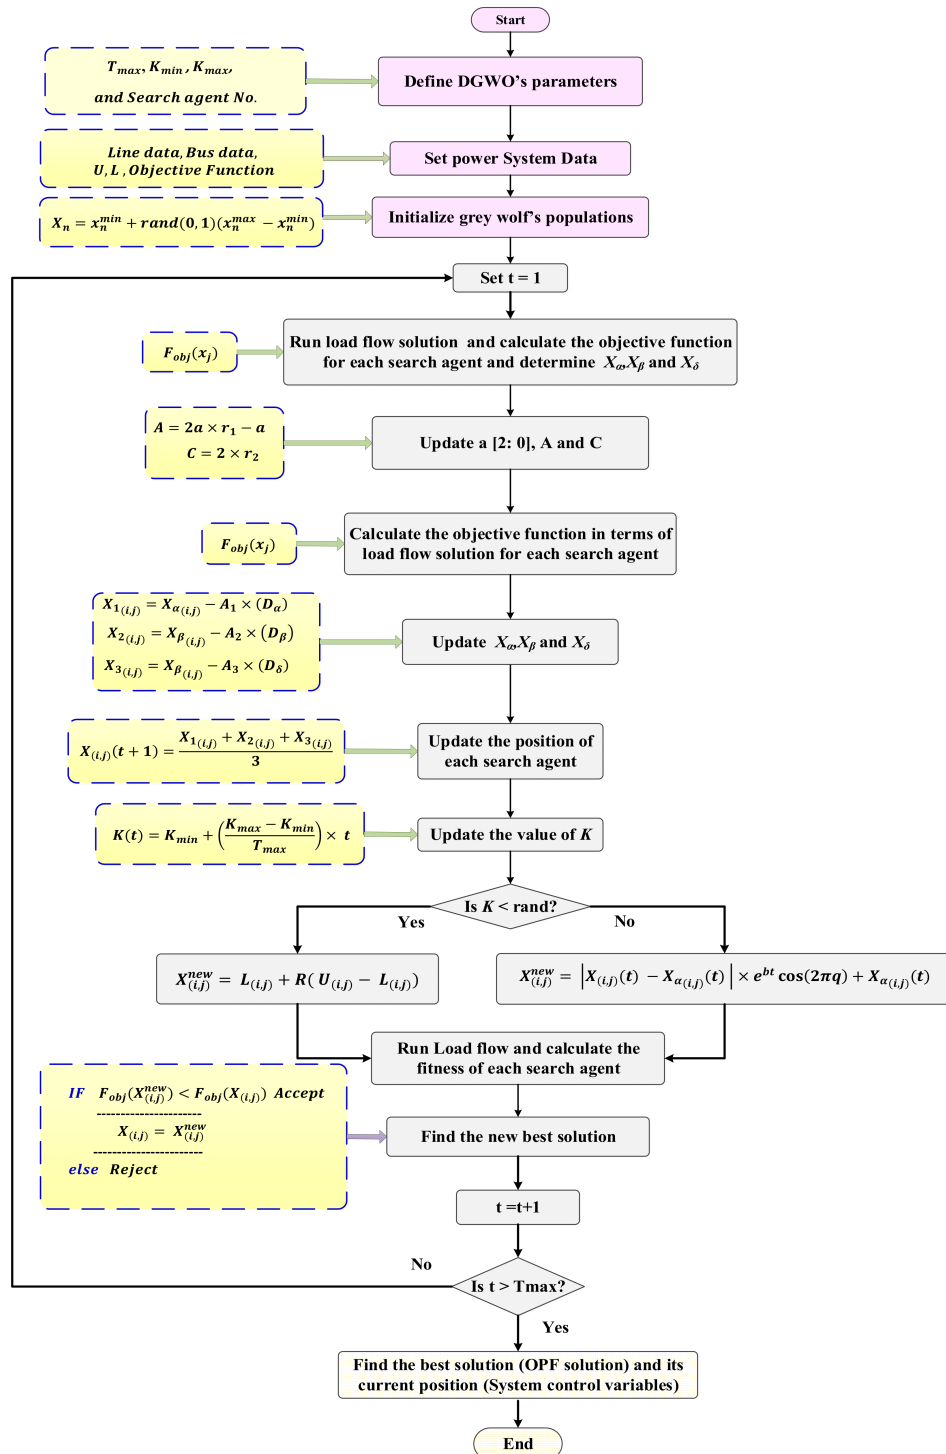 Start
T_max, K_min, K_max,
and Search agent No.
Define DGWO's parameters
Line data, Bus data,
U, L, Objective Function
Set power System Data
X_n = x_n^min + rand(0, 1)(x_n^max − x_n^min)
Initialize grey wolf's populations
Set t = 1
F_obj(x_j)
Run load flow solution and calculate the objective function
for each search agent and determine X_α, X_β and X_δ
A = 2a × r_1 − a
C = 2 × r_2
Update a [2: 0], A and C
F_obj(x_j)
Calculate the objective function in terms of
load flow solution for each search agent
X_1(i,j) = X_α(i,j) − A_1 × (D_α)
X_2(i,j) = X_β(i,j) − A_2 × (D_β)
X_3(i,j) = X_β(i,j) − A_3 × (D_δ)
Update X_α, X_β and X_δ
X_(i,j)(t + 1) = (X_1(i,j) + X_2(i,j) + X_3(i,j)) / 3
Update the position of
each search agent
K(t) = K_min + ((K_max − K_min) / T_max) × t
Update the value of K
Is K < rand?
Yes
No
X_(i,j)^new = L_(i,j) + R( U_(i,j) − L_(i,j))
X_(i,j)^new = |X_(i,j)(t) − X_α(i,j)(t)| × e^bt cos(2πq) + X_α(i,j)(t)
Run Load flow and calculate the
fitness of each search agent
IF F_obj(X_(i,j)^new) < F_obj(X_(i,j)) Accept
X_(i,j) = X_(i,j)^new
else Reject
Find the new best solution
t =t+1
No
Is t > Tmax?
Yes
Find the best solution (OPF solution) and its
current position (System control variables)
End